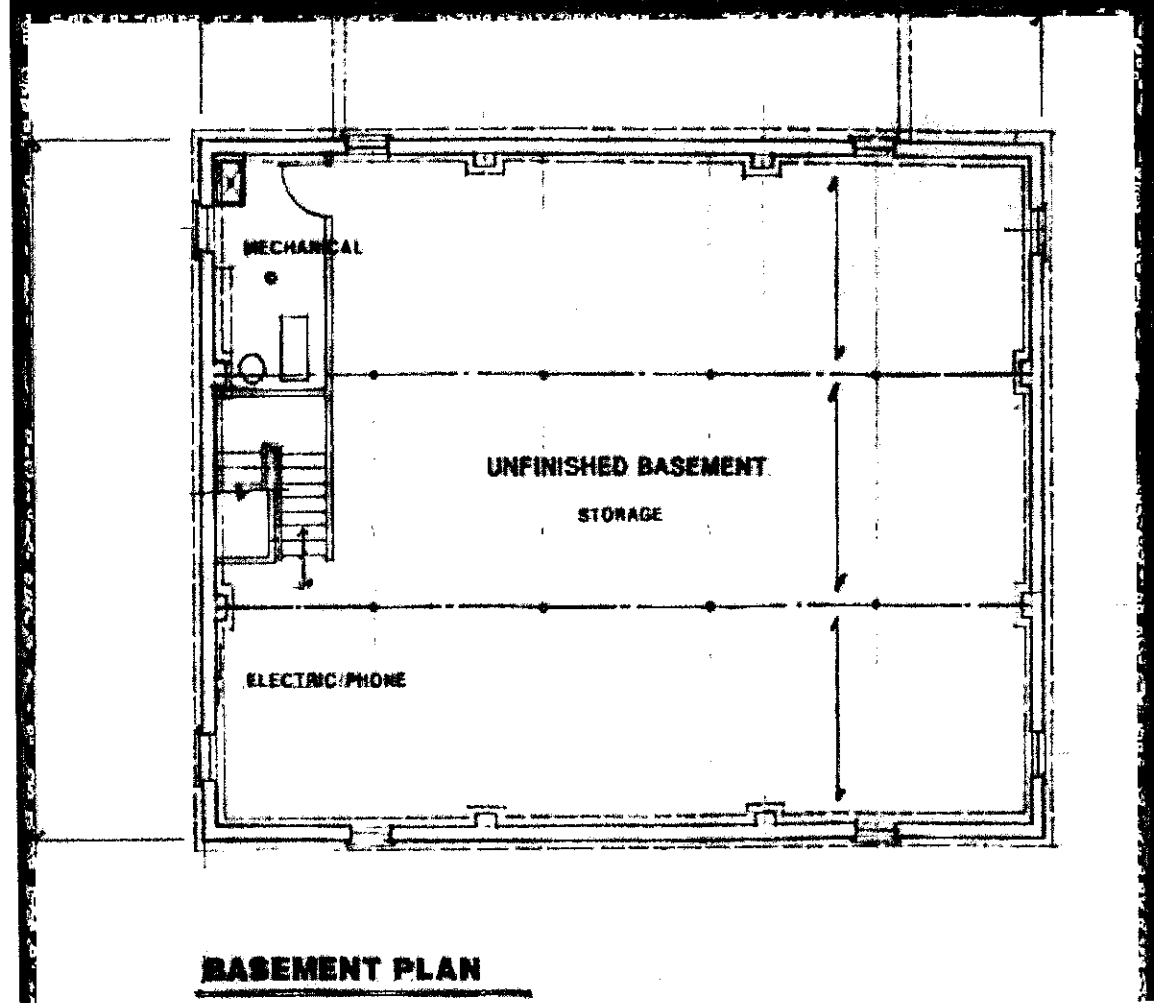 MECHANICAL
UNFINISHED BASEMENT
STORAGE
ELECTRIC/PHONE
BASEMENT PLAN